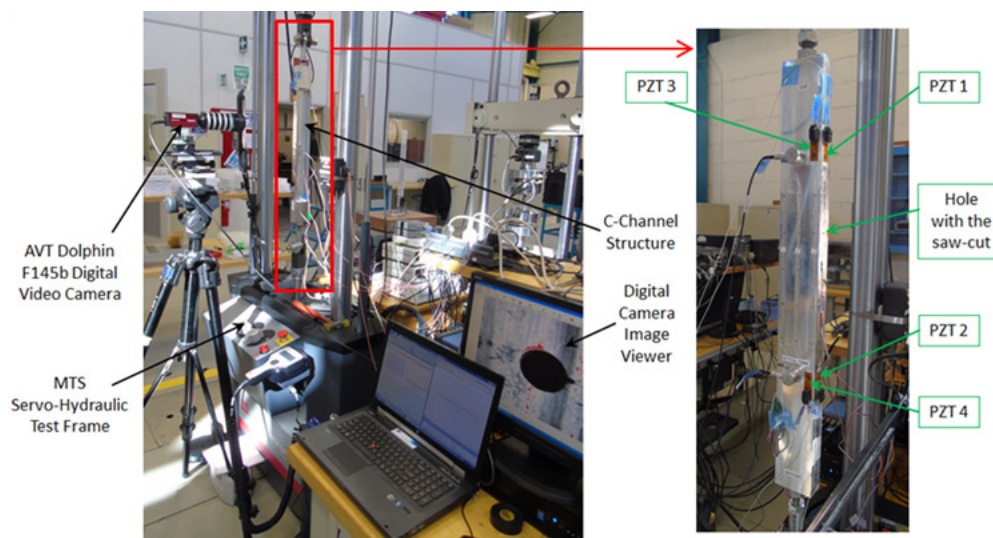 AVT Dolphin
F145b Digital
Video Camera
MTS
Servo-Hydraulic
Test Frame
C-Channel
Structure
Digital
Camera
Image
Viewer
PZT 3
PZT 1
Hole
with the
saw-cut
PZT 2
PZT 4